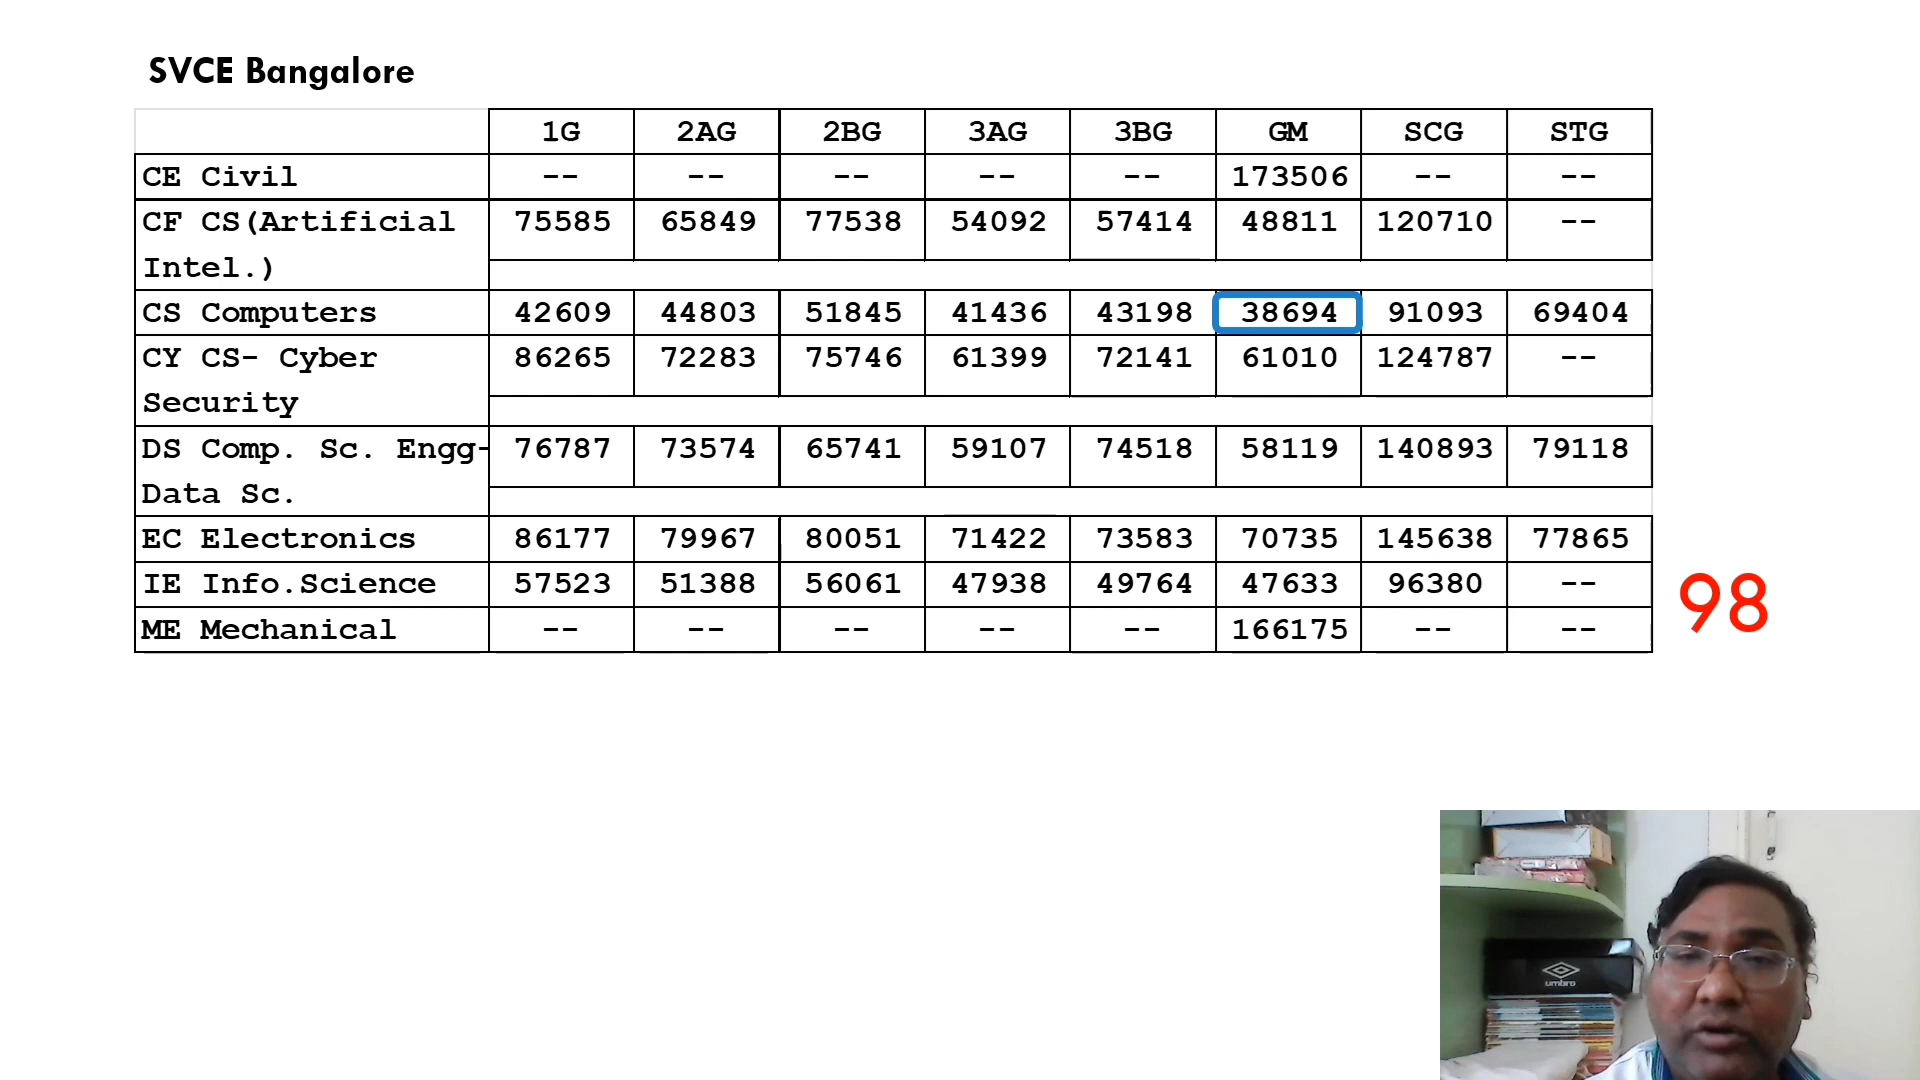 SVCE Bangalore
1G 2AG 2BG 3AG 3BG GM SCG STG
CE Civil -- -- -- -- -- 173506 -- --
CF CS(Artificial 75585 65849 77538 54092 57414 48811 120710 --
Intel.)
CS Computers 42609 44803 51845 41436 43198 38694 91093 69404
CY CS- Cyber 86265 72283 75746 61399 72141 61010 124787 --
Security
DS Comp. Sc. Engg- 76787 73574 65741 59107 74518 58119 140893 79118
Data Sc.
EC Electronics 86177 79967 80051 71422 73583 70735 145638 77865
IE Info.Science 57523 51388 56061 47938 49764 47633 96380 --
ME Mechanical -- -- -- -- -- 166175 -- --
98
umbro